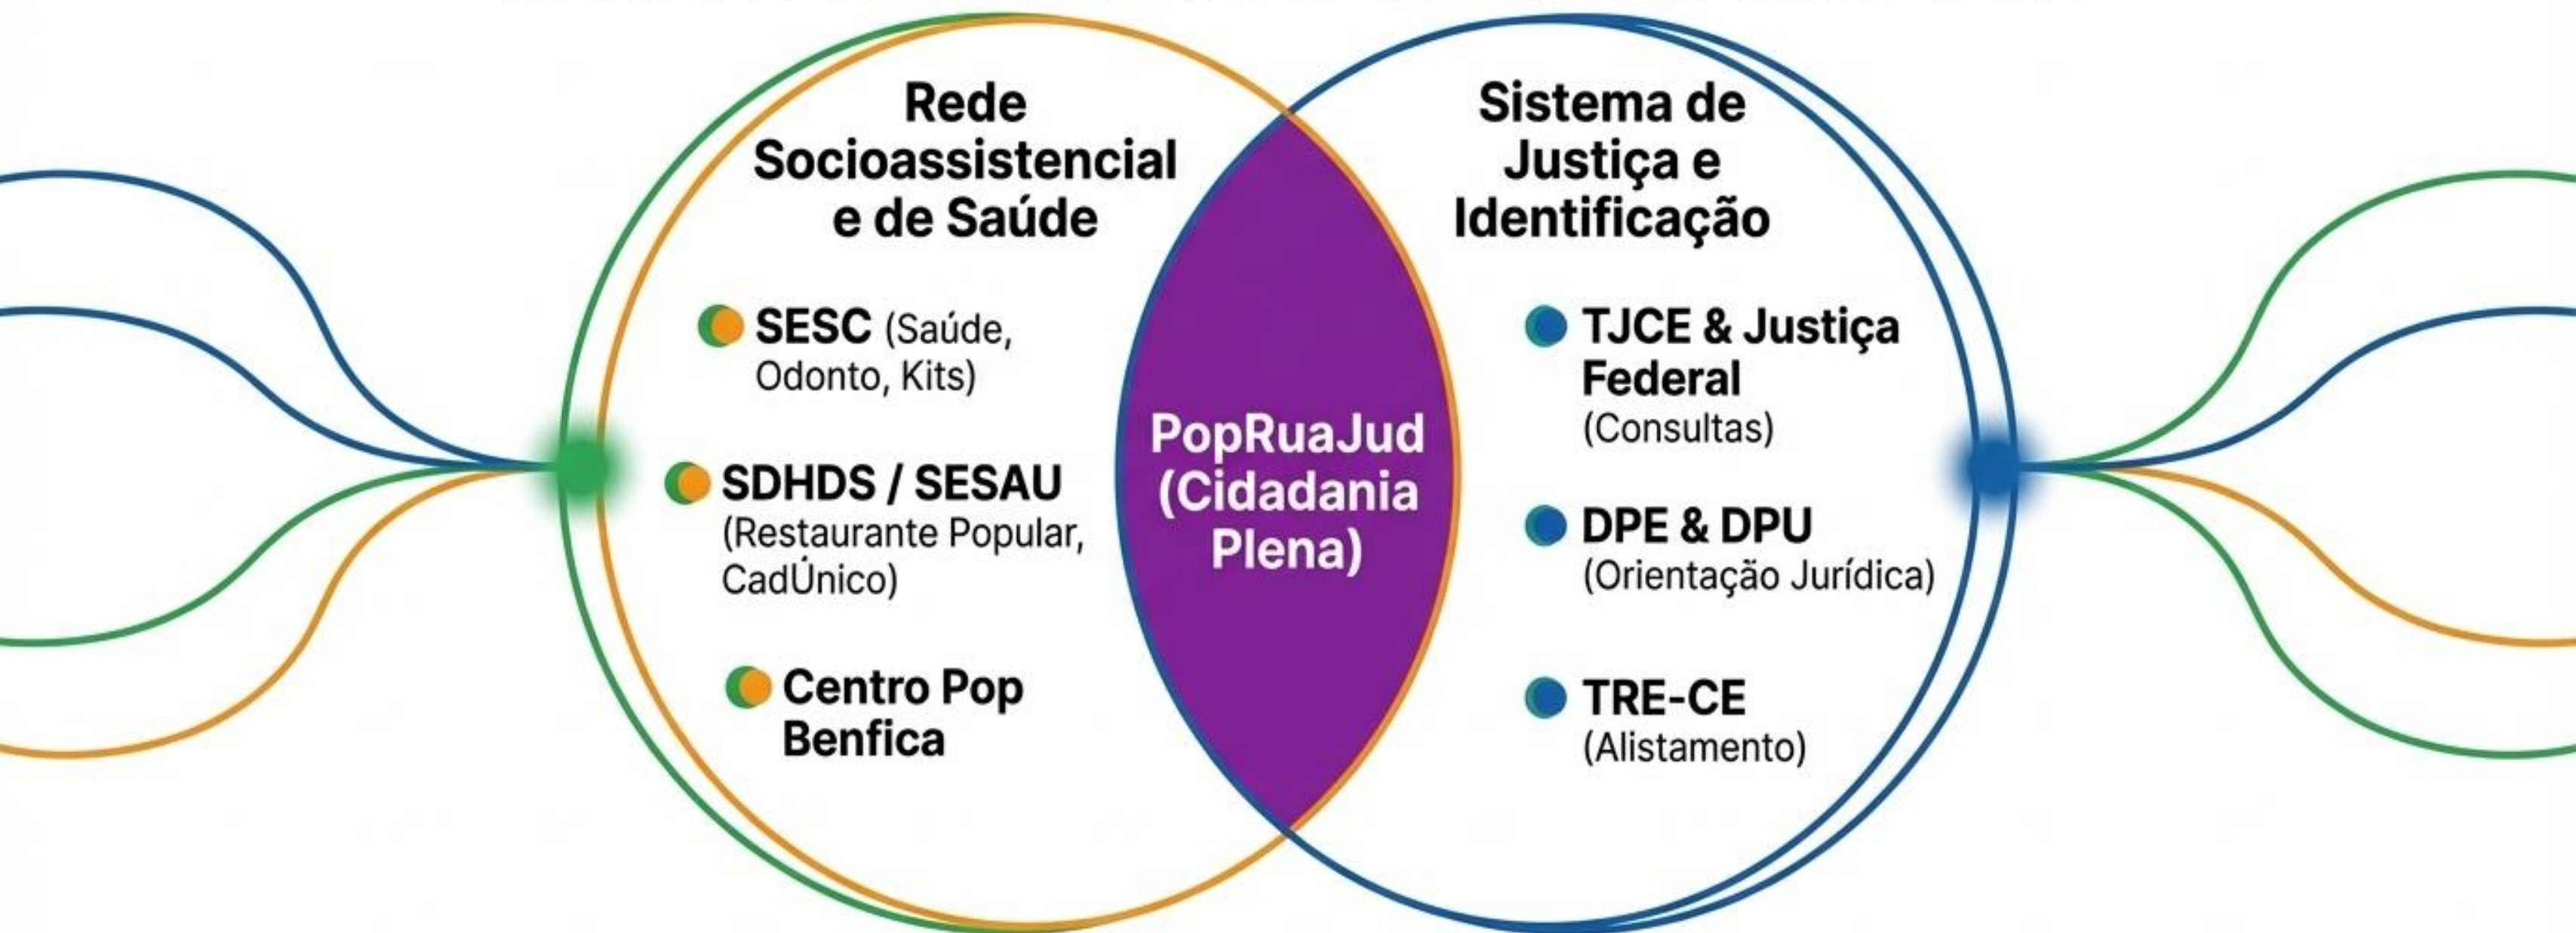 Rede
Socioassistencial
e de Saúde
SESC (Saúde,
Odonto, Kits)
SDHDS / SESAU
(Restaurante Popular,
CadÚnico)
Centro Pop
Benfica
PopRuaJud
(Cidadania
Plena)
Sistema de
Justiça e
Identificação
TJCE & Justiça
Federal
(Consultas)
DPE & DPU
(Orientação Jurídica)
TRE-CE
(Alistamento)